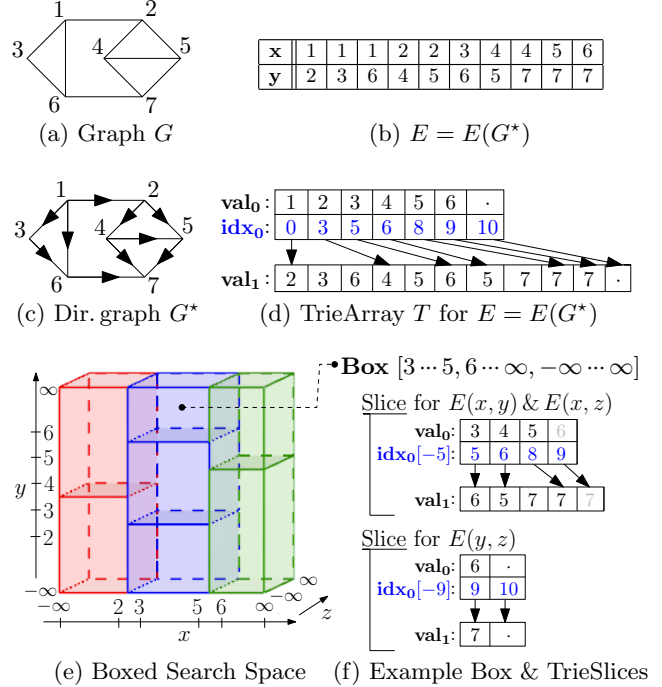 1 2
3 4 5
6 7
(a) Graph G
x 1 1 1 2 2 3 4 4 5 6
y 2 3 6 4 5 6 5 7 7 7
(b) E = E(G⋆)
1 2
3 4 5
6 7
(c) Dir. graph G⋆
val₀: 1 2 3 4 5 6 ·
idx₀: 0 3 5 6 8 9 10
val₁: 2 3 6 4 5 6 5 7 7 7 ·
(d) TrieArray T for E = E(G⋆)
∞
6
5
y 4
3
2
-∞
-∞ 2 3 5 6 ∞
x
-∞ ∞
z
(e) Boxed Search Space
Box [3 ··· 5, 6 ··· ∞, −∞ ··· ∞]
Slice for E(x, y) & E(x, z)
val₀: 3 4 5 6
idx₀[-5]: 5 6 8 9
val₁: 6 5 7 7 7
Slice for E(y, z)
val₀: 6 ·
idx₀[-9]: 9 10
val₁: 7 ·
(f) Example Box & TrieSlices